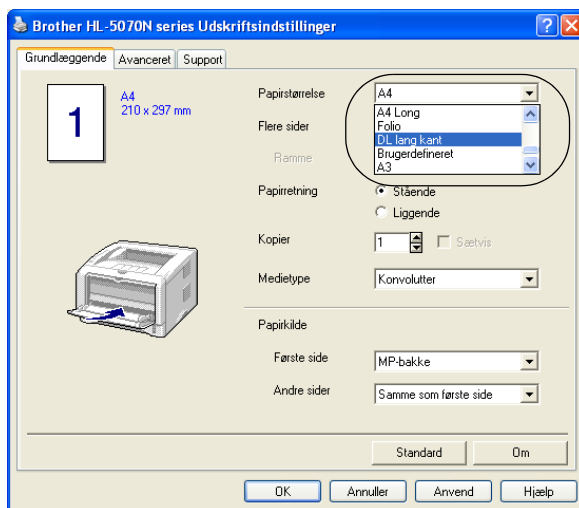 Brother HL-5070N series Udskriftsindstillinger
Grundlæggende Avanceret Support
1
A4
210 x 297 mm
Papirstørrelse A4
A4 Long
Folio
DL lang kant
Brugerdefineret
A3
Flere sider
Ramme
Papirretning Stående
Liggende
Kopier 1 Sætvis
Medietype Konvolutter
Papirkilde
Første side MP-bakke
Andre sider Samme som første side
Standard Om
OK Annuller Anvend Hjælp